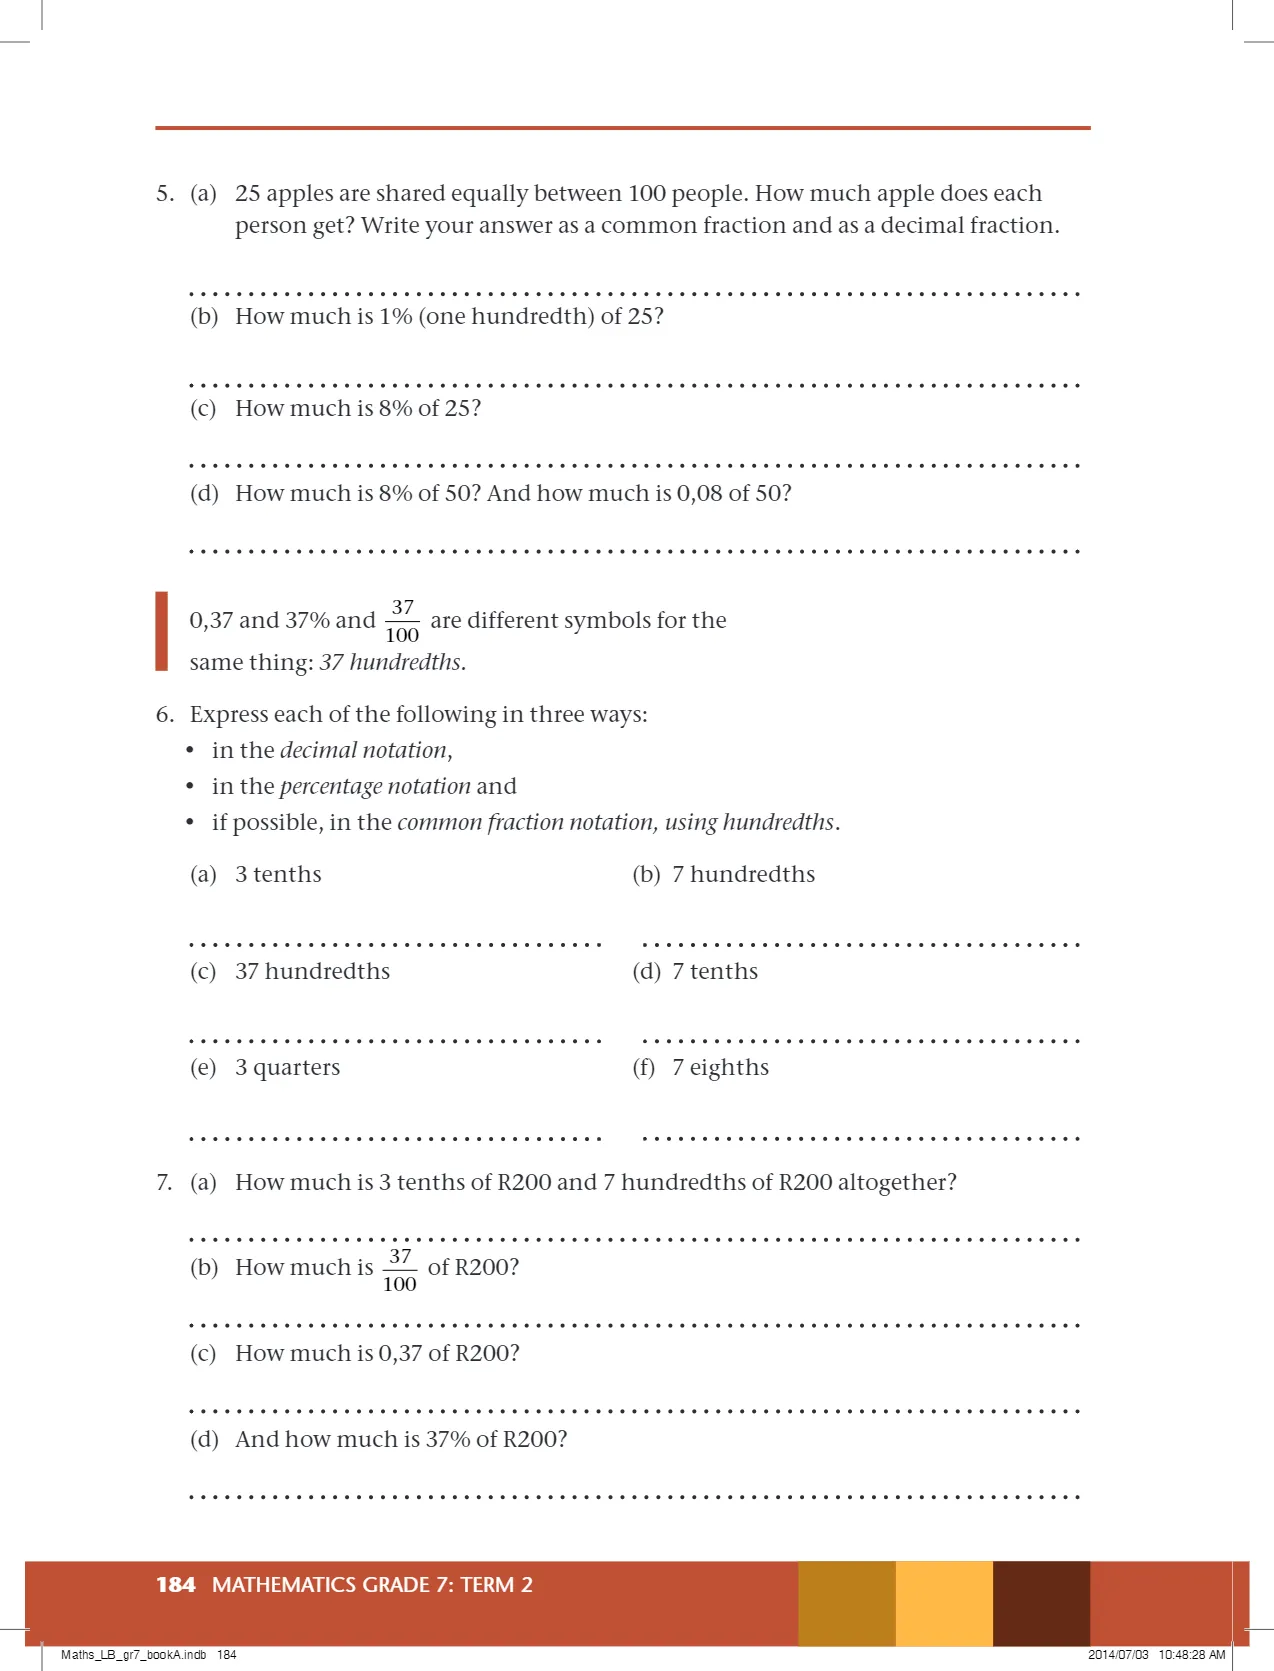 5. (a) 25 apples are shared equally between 100 people. How much apple does each
person get? Write your answer as a common fraction and as a decimal fraction.
(b) How much is 1% (one hundredth) of 25?
(c) How much is 8% of 25?
(d) How much is 8% of 50? And how much is 0,08 of 50?
0,37 and 37% and 37/100 are different symbols for the
same thing: 37 hundredths.
6. Express each of the following in three ways:
• in the decimal notation,
• in the percentage notation and
• if possible, in the common fraction notation, using hundredths.
(a) 3 tenths (b) 7 hundredths
(c) 37 hundredths (d) 7 tenths
(e) 3 quarters (f) 7 eighths
7. (a) How much is 3 tenths of R200 and 7 hundredths of R200 altogether?
(b) How much is 37/100 of R200?
(c) How much is 0,37 of R200?
(d) And how much is 37% of R200?
184 MATHEMATICS GRADE 7: TERM 2
Maths_LB_gr7_bookA.indb 184 2014/07/03 10:48:28 AM